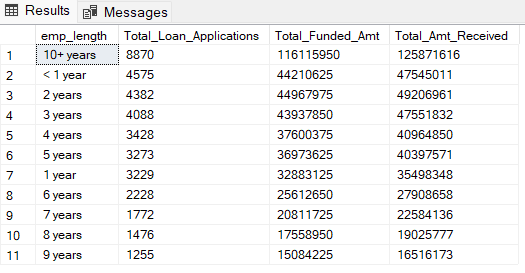 Results Messages
emp_length Total_Loan_Applications Total_Funded_Amt Total_Amt_Received
1 10+ years 8870 116115950 125871616
2 < 1 year 4575 44210625 47545011
3 2 years 4382 44967975 49206961
4 3 years 4088 43937850 47551832
5 4 years 3428 37600375 40964850
6 5 years 3273 36973625 40397571
7 1 year 3229 32883125 35498348
8 6 years 2228 25612650 27908658
9 7 years 1772 20811725 22584136
10 8 years 1476 17558950 19025777
11 9 years 1255 15084225 16516173